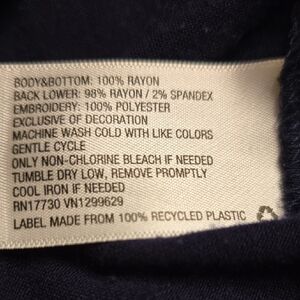 BODY&BOTTOM: 100% RAYON
BACK LOWER: 98% RAYON / 2% SPANDEX
EMBROIDERY: 100% POLYESTER
EXCLUSIVE OF DECORATION
MACHINE WASH COLD WITH LIKE COLORS
GENTLE CYCLE
ONLY NON-CHLORINE BLEACH IF NEEDED
TUMBLE DRY LOW, REMOVE PROMPTLY
COOL IRON IF NEEDED
RN17730 VN1299629
LABEL MADE FROM 100% RECYCLED PLASTIC